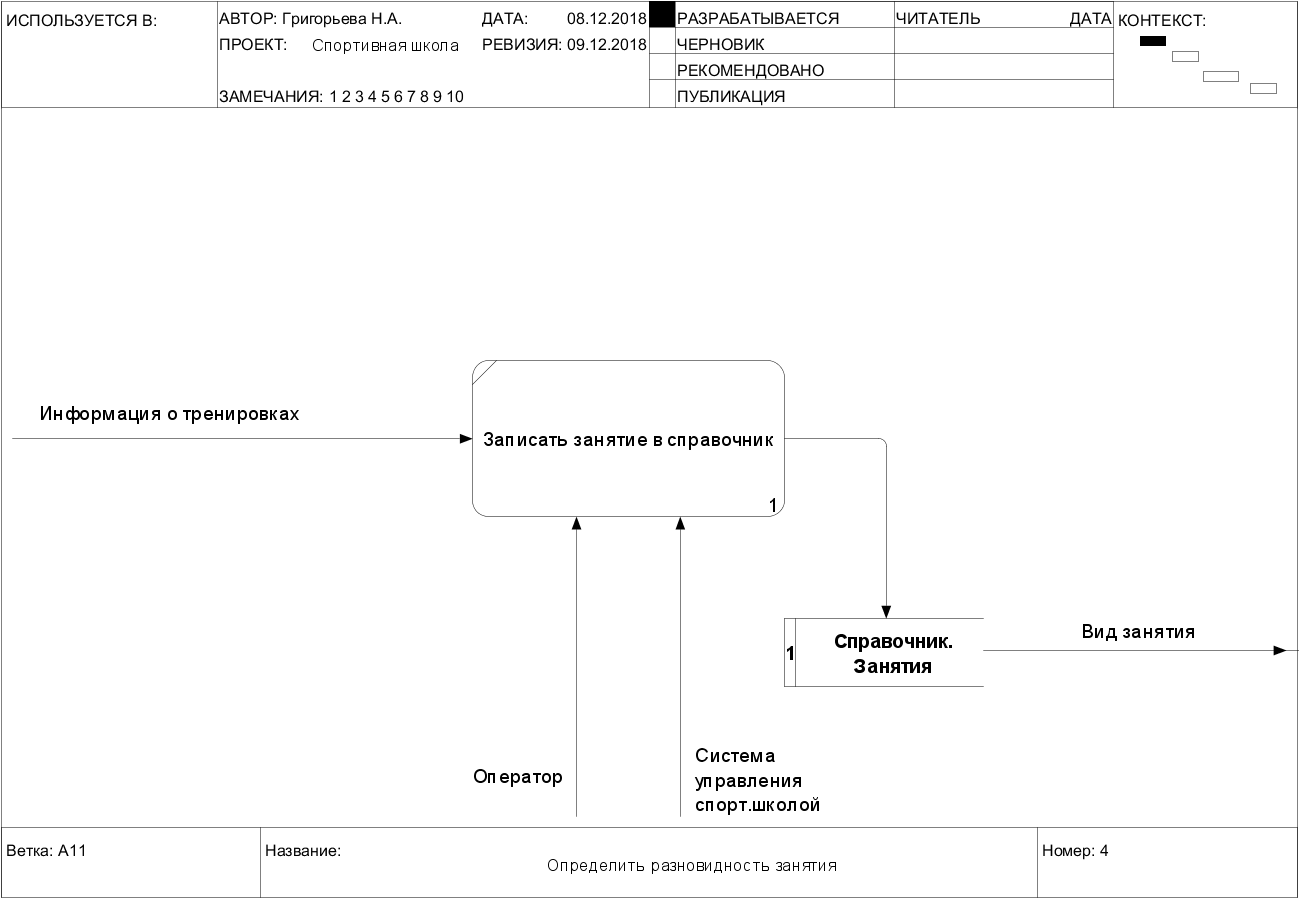 ИСПОЛЬЗУЕТСЯ В:
АВТОР: Григорьева Н.А.
ДАТА: 08.12.2018
ПРОЕКТ: Спортивная школа
РЕВИЗИЯ: 09.12.2018
ЗАМЕЧАНИЯ: 1 2 3 4 5 6 7 8 9 10
РАЗРАБАТЫВАЕТСЯ
ЧЕРНОВИК
РЕКОМЕНДОВАНО
ПУБЛИКАЦИЯ
ЧИТАТЕЛЬ ДАТА
КОНТЕКСТ:
Информация о тренировках
Записать занятие в справочник
1
Вид занятия
1
Справочник.
Занятия
Оператор
Система
управления
спорт.школой
Ветка: A11
Название:
Определить разновидность занятия
Номер: 4